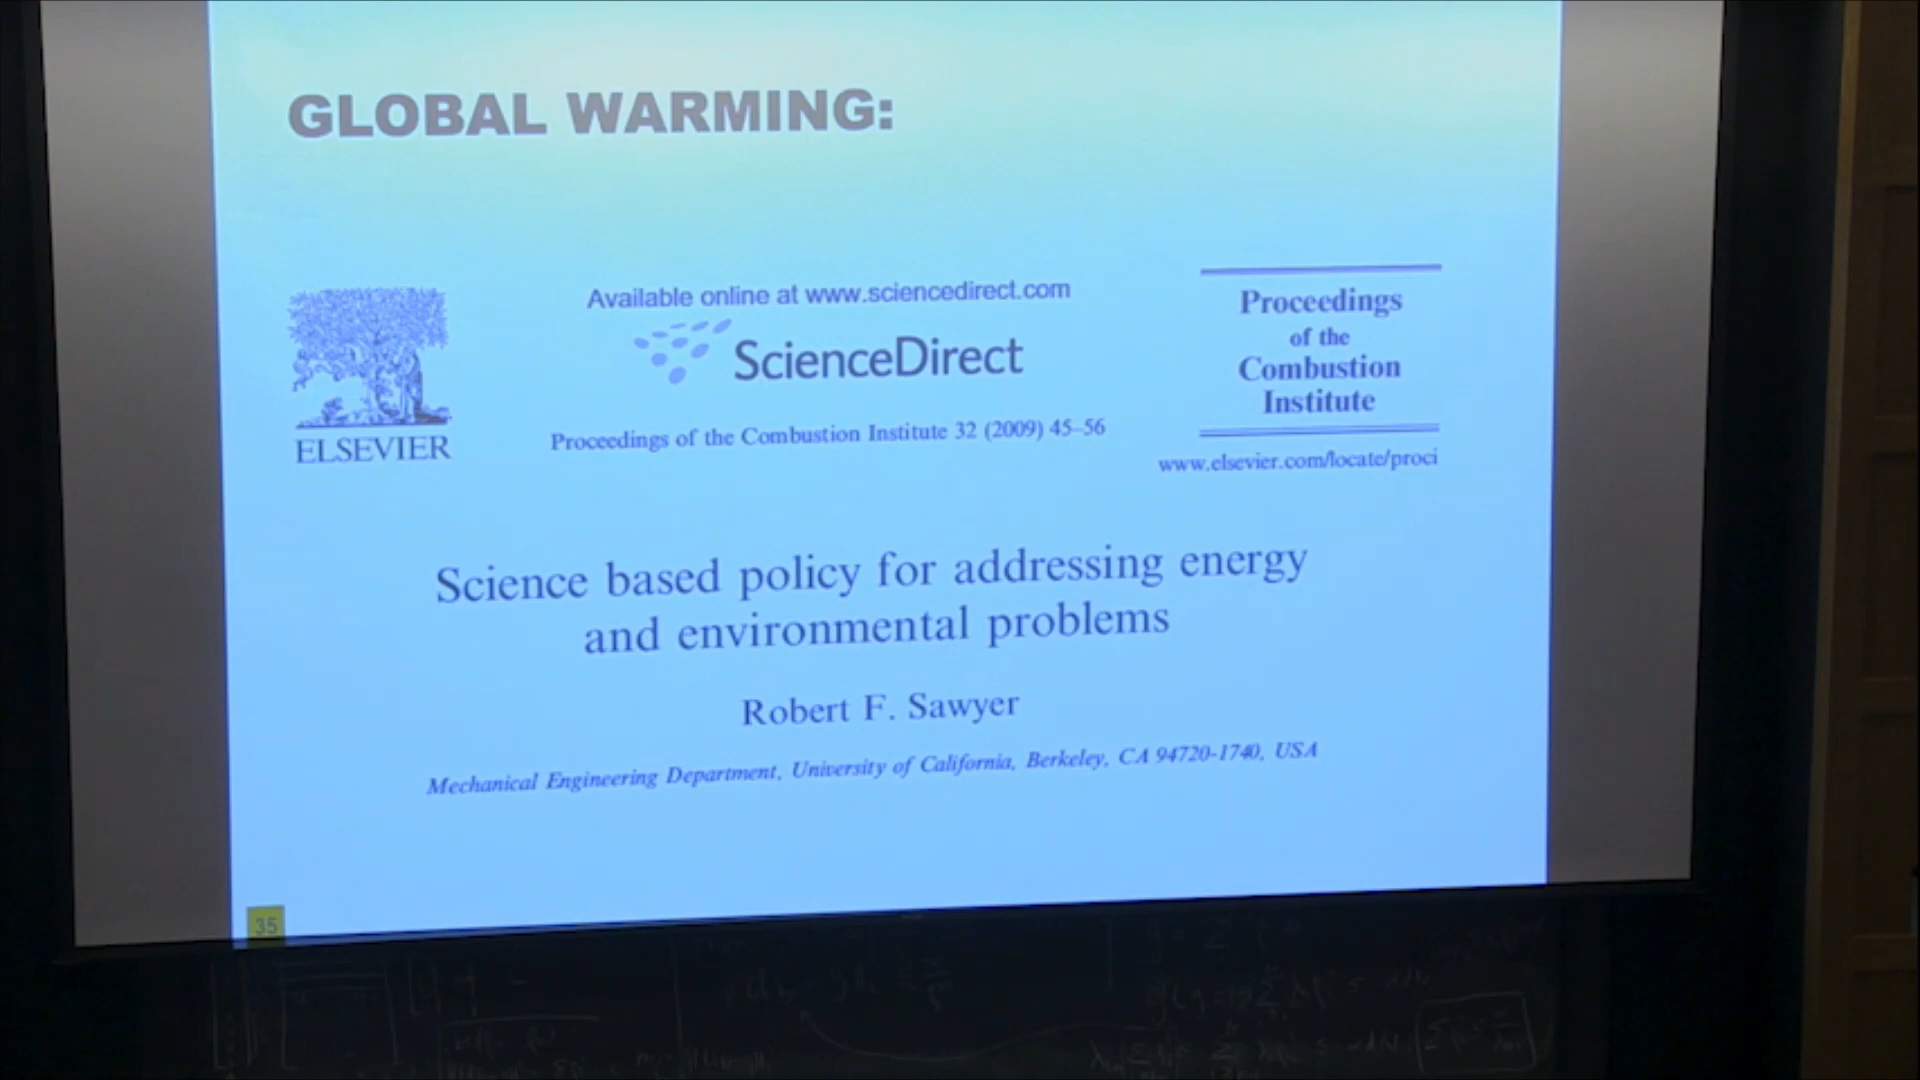 GLOBAL WARMING:
ELSEVIER
Available online at www.sciencedirect.com
ScienceDirect
Proceedings of the Combustion Institute 32 (2009) 45–56
Proceedings
of the
Combustion
Institute
www.elsevier.com/locate/proci
Science based policy for addressing energy
and environmental problems
Robert F. Sawyer
Mechanical Engineering Department, University of California, Berkeley, CA 94720-1740, USA
35